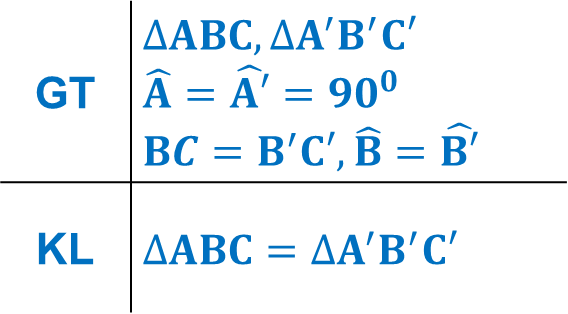 GT
ΔABC, ΔA′B′C′
Â = Â′ = 90⁰
BC = B′C′, B̂ = B̂′
KL
ΔABC = ΔA′B′C′